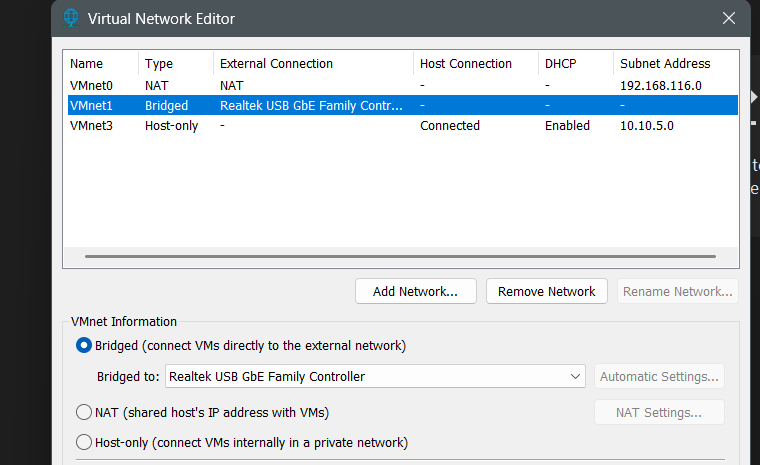 Virtual Network Editor
Name Type External Connection Host Connection DHCP Subnet Address
VMnet0 NAT NAT - - 192.168.116.0
VMnet1 Bridged Realtek USB GbE Family Contr... - - -
VMnet3 Host-only - Connected Enabled 10.10.5.0
Add Network... Remove Network Rename Network...
VMnet Information
Bridged (connect VMs directly to the external network)
Bridged to: Realtek USB GbE Family Controller Automatic Settings...
NAT (shared host's IP address with VMs) NAT Settings...
Host-only (connect VMs internally in a private network)